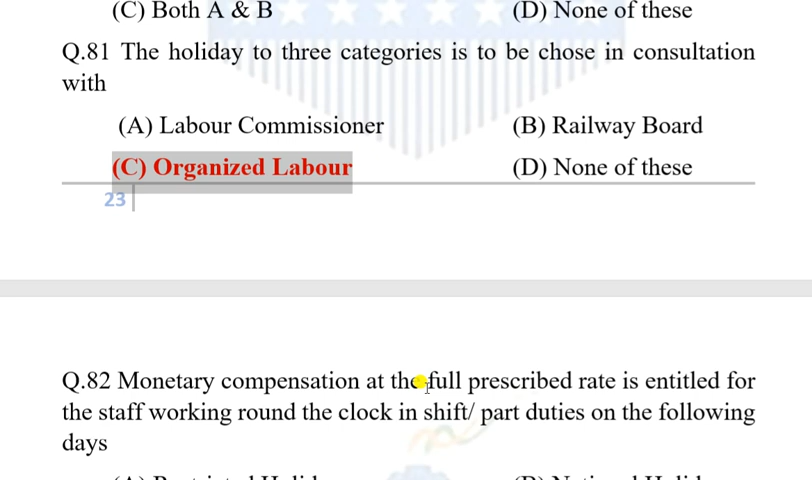 (C) Both A & B (D) None of these
Q.81 The holiday to three categories is to be chose in consultation
with
(A) Labour Commissioner (B) Railway Board
(C) Organized Labour (D) None of these
23
Q.82 Monetary compensation at the full prescribed rate is entitled for
the staff working round the clock in shift/ part duties on the following
days